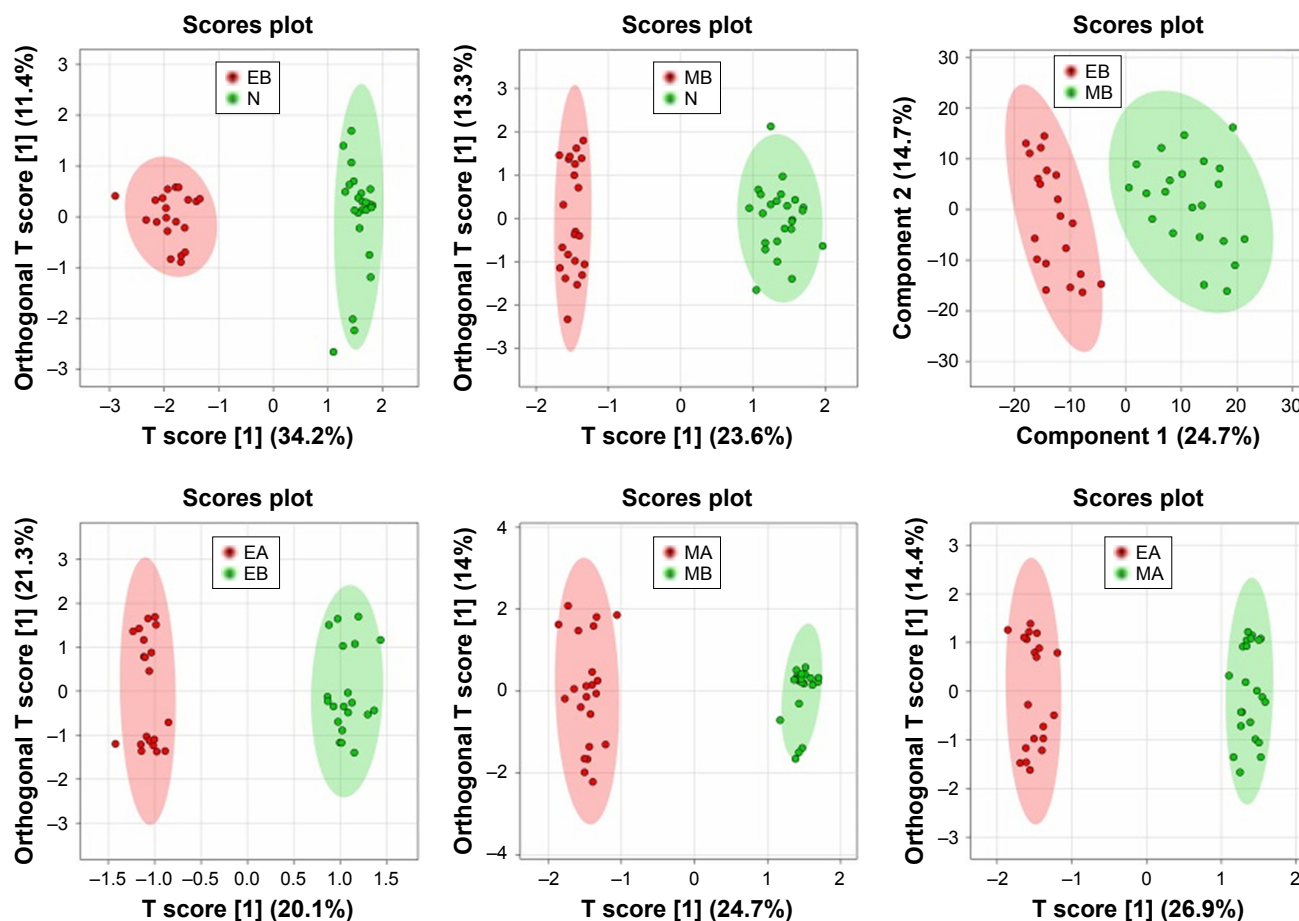 Scores plot
Orthogonal T score [1] (11.4%)
EB
N
3
2
1
0
–1
–2
–3
–3 –2 –1 0 1 2
T score [1] (34.2%)
Scores plot
Orthogonal T score [1] (13.3%)
MB
N
3
2
1
0
–1
–2
–3
–2 –1 0 1 2
T score [1] (23.6%)
Scores plot
Component 2 (14.7%)
EB
MB
30
20
10
0
–10
–20
–30
–20 –10 0 10 20 30
Component 1 (24.7%)
Scores plot
Orthogonal T score [1] (21.3%)
EA
EB
3
2
1
0
–1
–2
–3
–1.5 –1.0 –0.5 0.0 0.5 1.0 1.5
T score [1] (20.1%)
Scores plot
Orthogonal T score [1] (14%)
MA
MB
4
2
0
–2
–4
–2 –1 0 1 2
T score [1] (24.7%)
Scores plot
Orthogonal T score [1] (14.4%)
EA
MA
3
2
1
0
–1
–2
–3
–2 –1 0 1 2
T score [1] (26.9%)